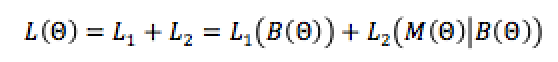 L(Θ) = L₁ + L₂ = L₁(B(Θ)) + L₂(M(Θ)|B(Θ))